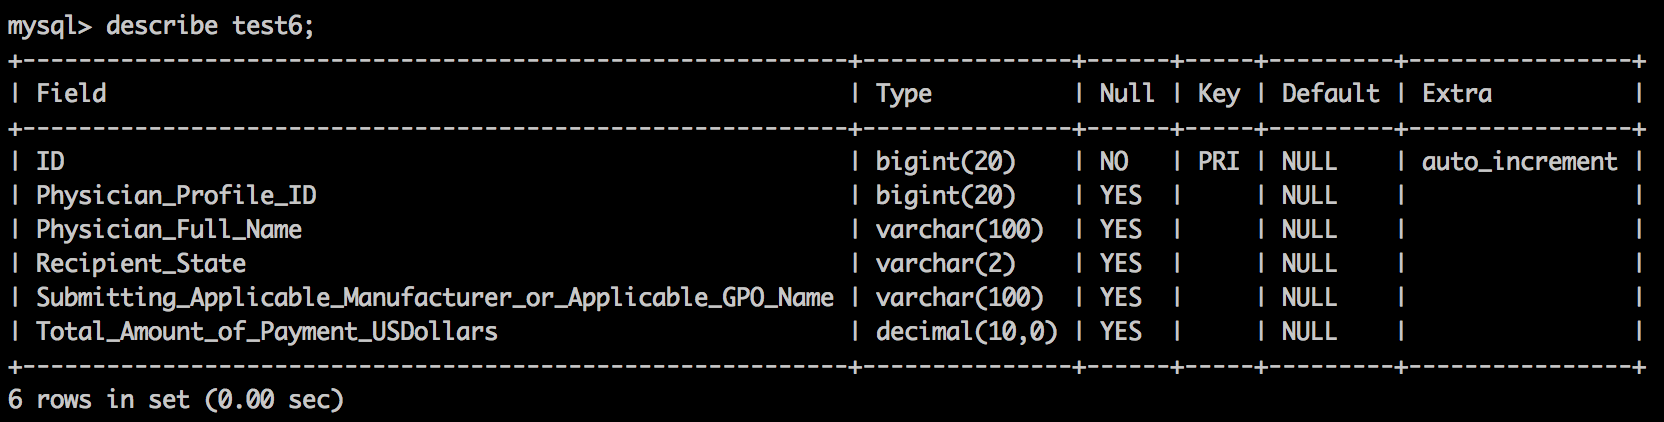 mysql> describe test6;
+-----------------------------------------------------------+---------------+------+-----+---------+----------------+
| Field                                                     | Type          | Null | Key | Default | Extra          |
+-----------------------------------------------------------+---------------+------+-----+---------+----------------+
| ID                                                        | bigint(20)    | NO   | PRI | NULL    | auto_increment |
| Physician_Profile_ID                                      | bigint(20)    | YES  |     | NULL    |                |
| Physician_Full_Name                                       | varchar(100)  | YES  |     | NULL    |                |
| Recipient_State                                           | varchar(2)    | YES  |     | NULL    |                |
| Submitting_Applicable_Manufacturer_or_Applicable_GPO_Name | varchar(100)  | YES  |     | NULL    |                |
| Total_Amount_of_Payment_USDollars                         | decimal(10,0) | YES  |     | NULL    |                |
+-----------------------------------------------------------+---------------+------+-----+---------+----------------+
6 rows in set (0.00 sec)